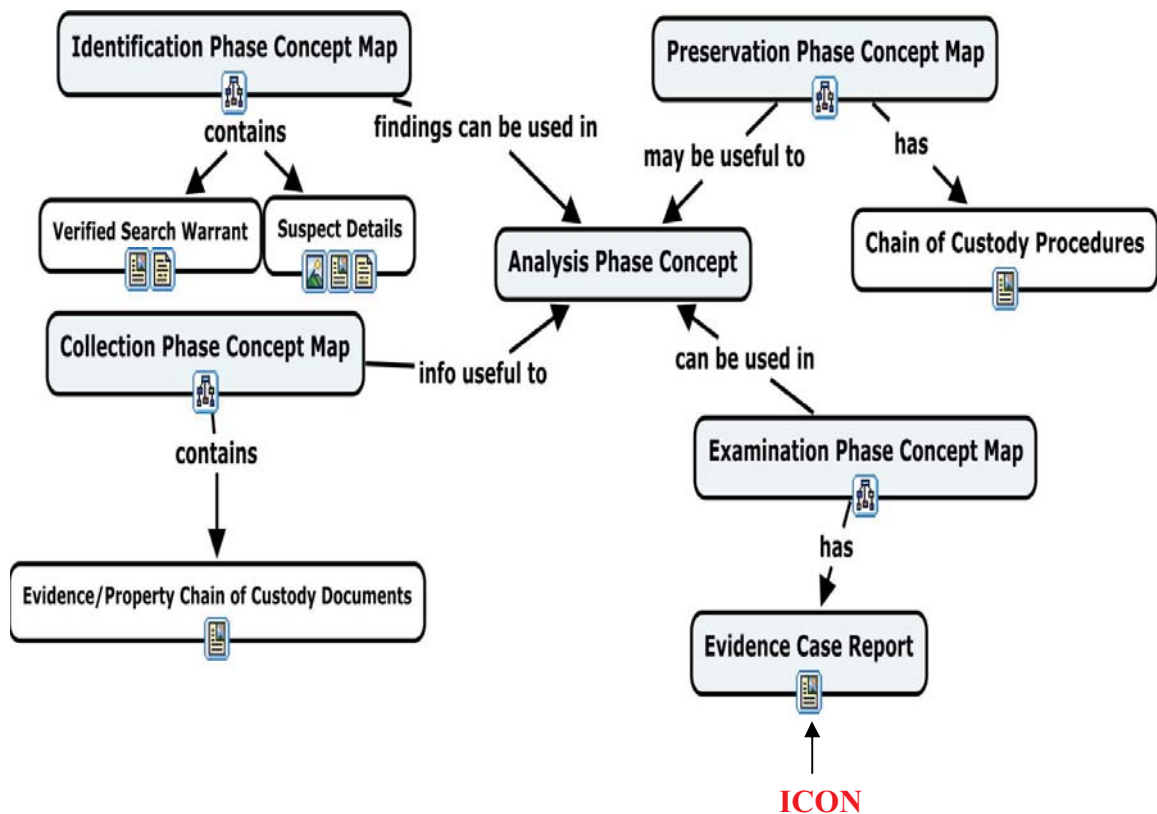 Identification Phase Concept Map
Preservation Phase Concept Map
contains
findings can be used in
may be useful to
has
Verified Search Warrant
Suspect Details
Analysis Phase Concept
Chain of Custody Procedures
Collection Phase Concept Map
info useful to
can be used in
contains
Examination Phase Concept Map
has
Evidence/Property Chain of Custody Documents
Evidence Case Report
ICON